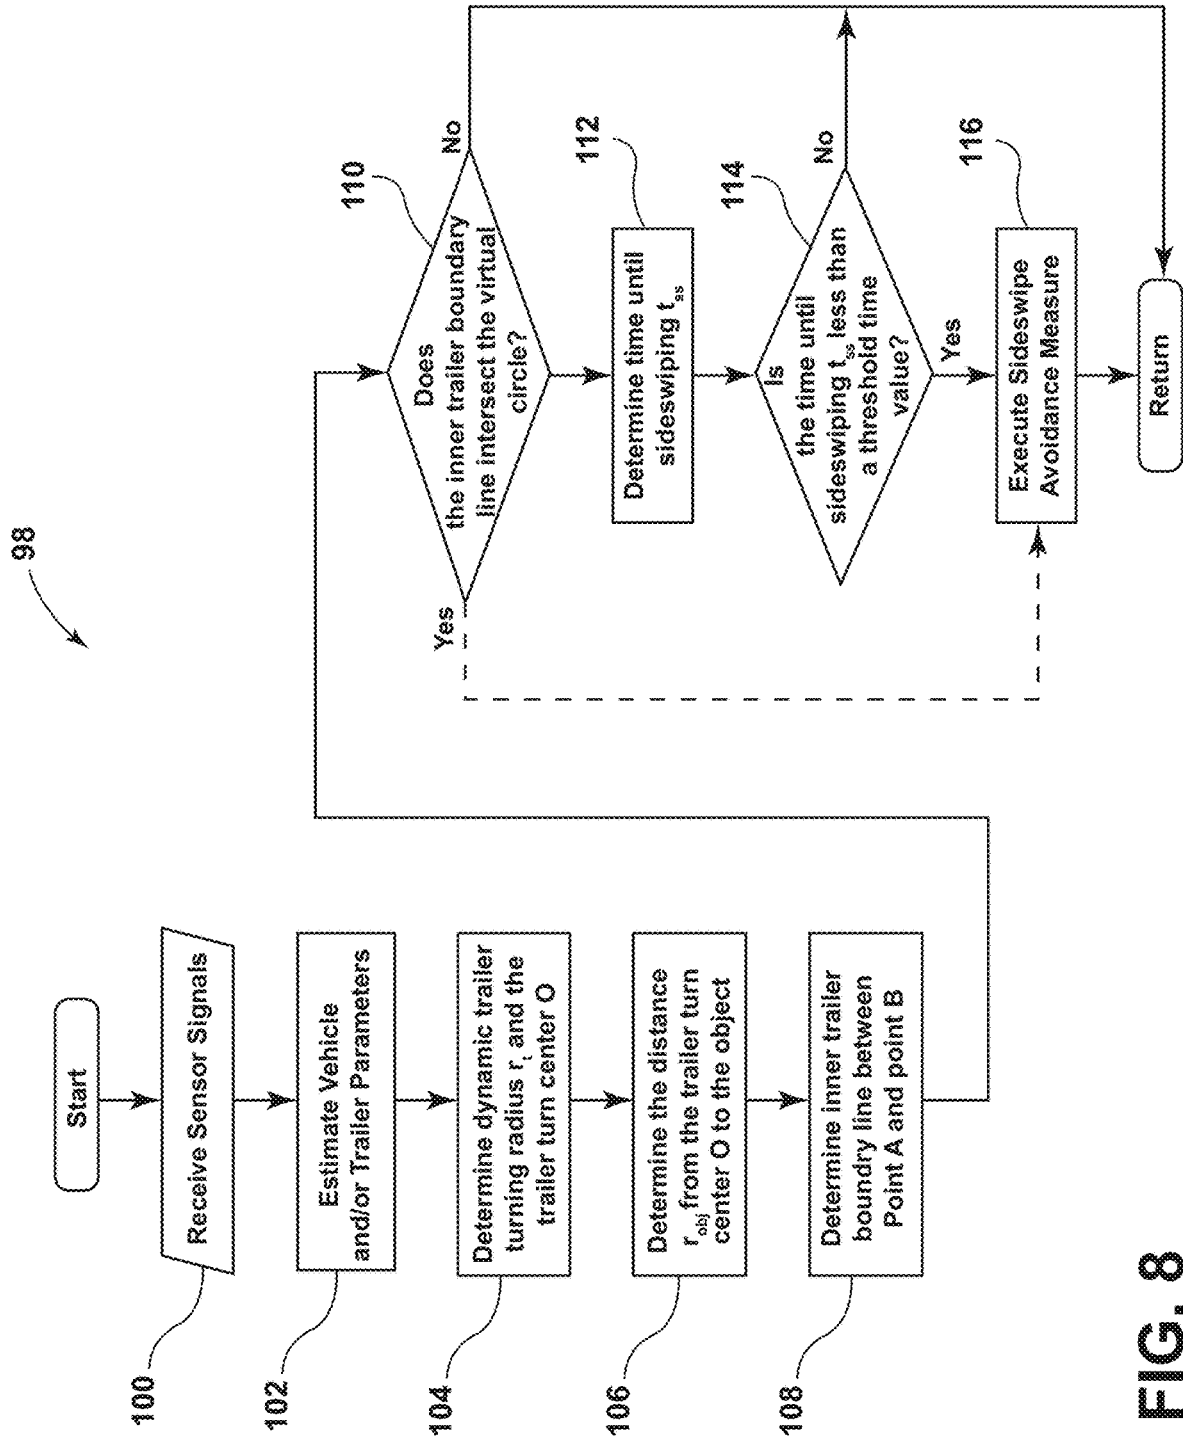 98
Start
100
Receive Sensor Signals
102
Estimate Vehicle
and/or Trailer Parameters
104
Determine dynamic trailer
turning radius r_t and the
trailer turn center O
106
Determine the distance
r_obj from the trailer turn
center O to the object
108
Determine inner trailer
boundry line between
Point A and point B
110
Does
the inner trailer boundary
line intersect the virtual
circle?
Yes
No
112
Determine time until
sideswiping t_ss
114
Is
the time until
sideswiping t_ss less than
a threshold time
value?
No
Yes
116
Execute Sideswipe
Avoidance Measure
Return
FIG. 8